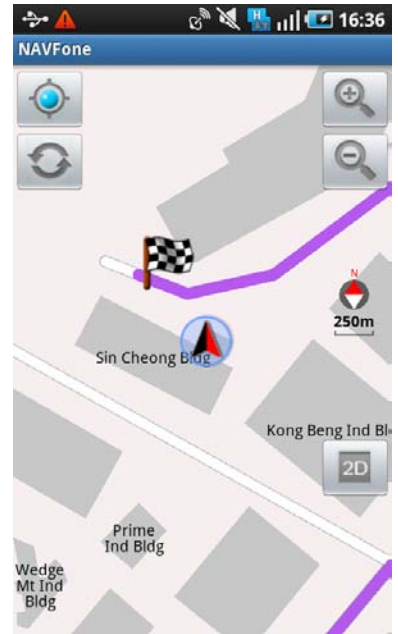 16:36
NAVFone
N
250m
Sin Cheong Bldg
Kong Beng Ind Bl
2D
Prime
Ind Bldg
Wedge
Mt Ind
Bldg